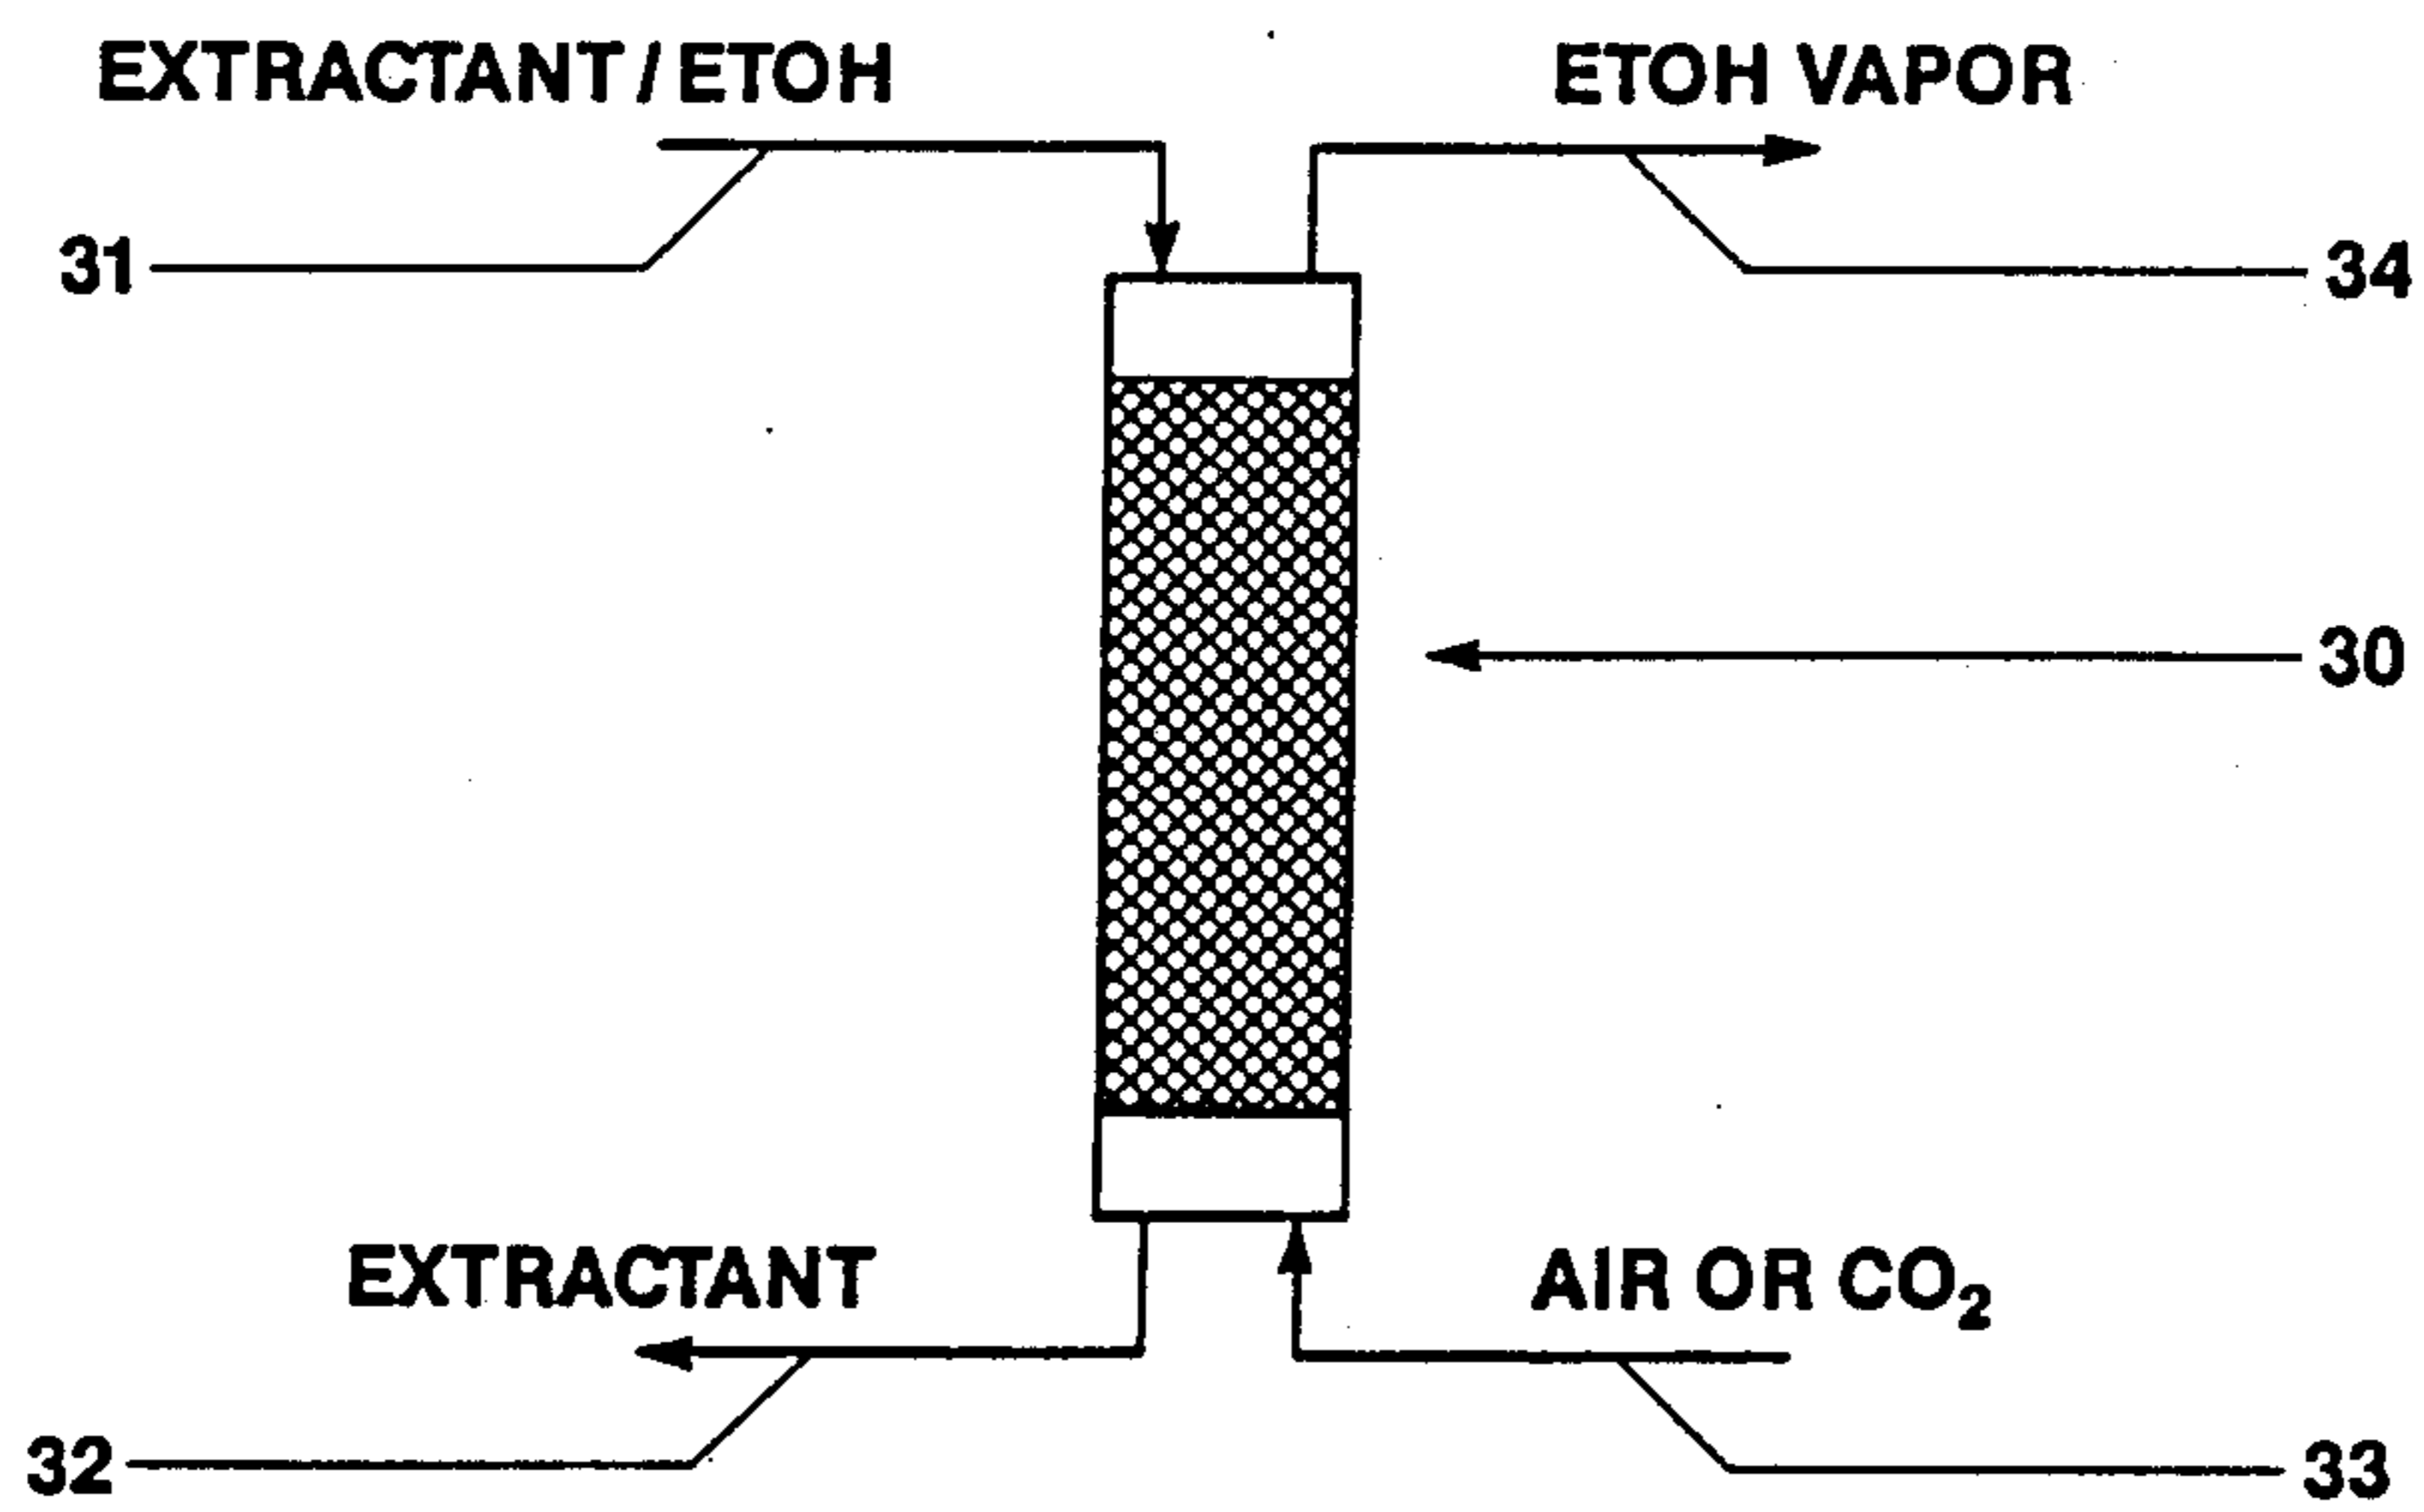 EXTRACTANT/ETOH
ETOH VAPOR
31
34
30
EXTRACTANT
AIR OR CO₂
32
33